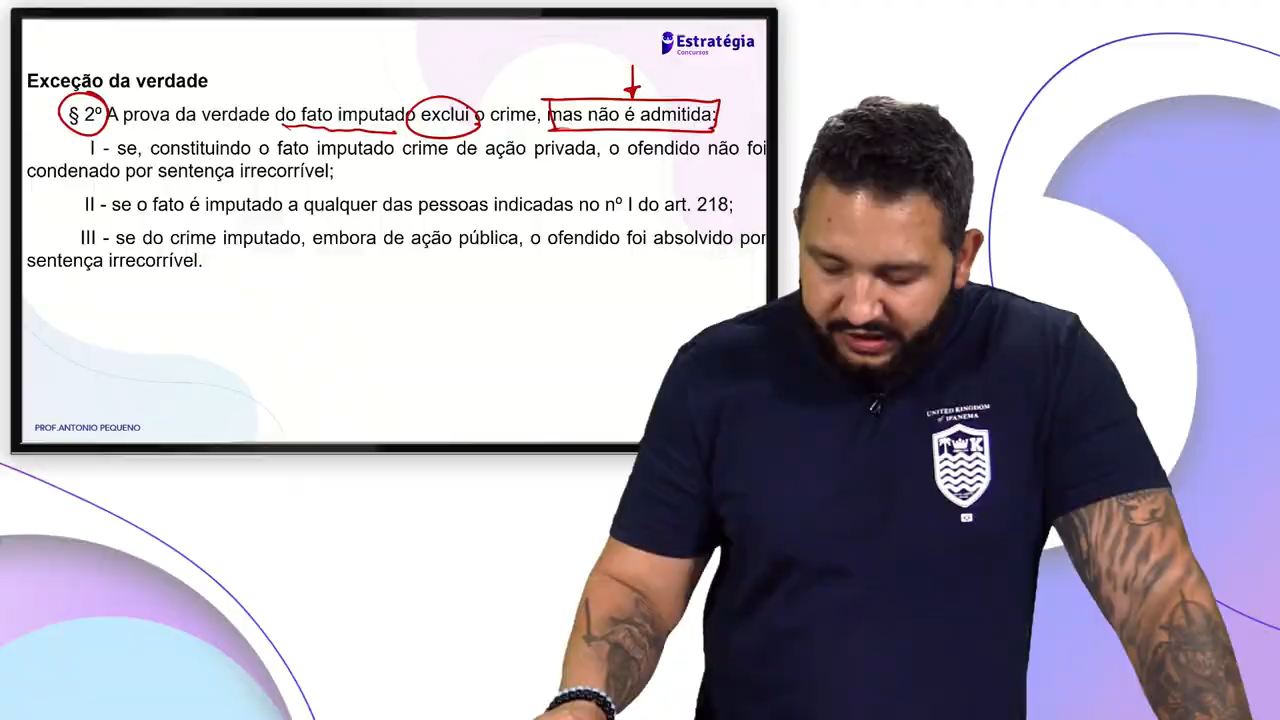 Estratégia
Concursos
Exceção da verdade
§ 2º A prova da verdade do fato imputado exclui o crime, mas não é admitida:
I - se, constituindo o fato imputado crime de ação privada, o ofendido não foi
condenado por sentença irrecorrível;
II - se o fato é imputado a qualquer das pessoas indicadas no nº I do art. 218;
III - se do crime imputado, embora de ação pública, o ofendido foi absolvido por
sentença irrecorrível.
PROF.ANTONIO PEQUENO
UNITED KINGDOM
of IPANEMA
K